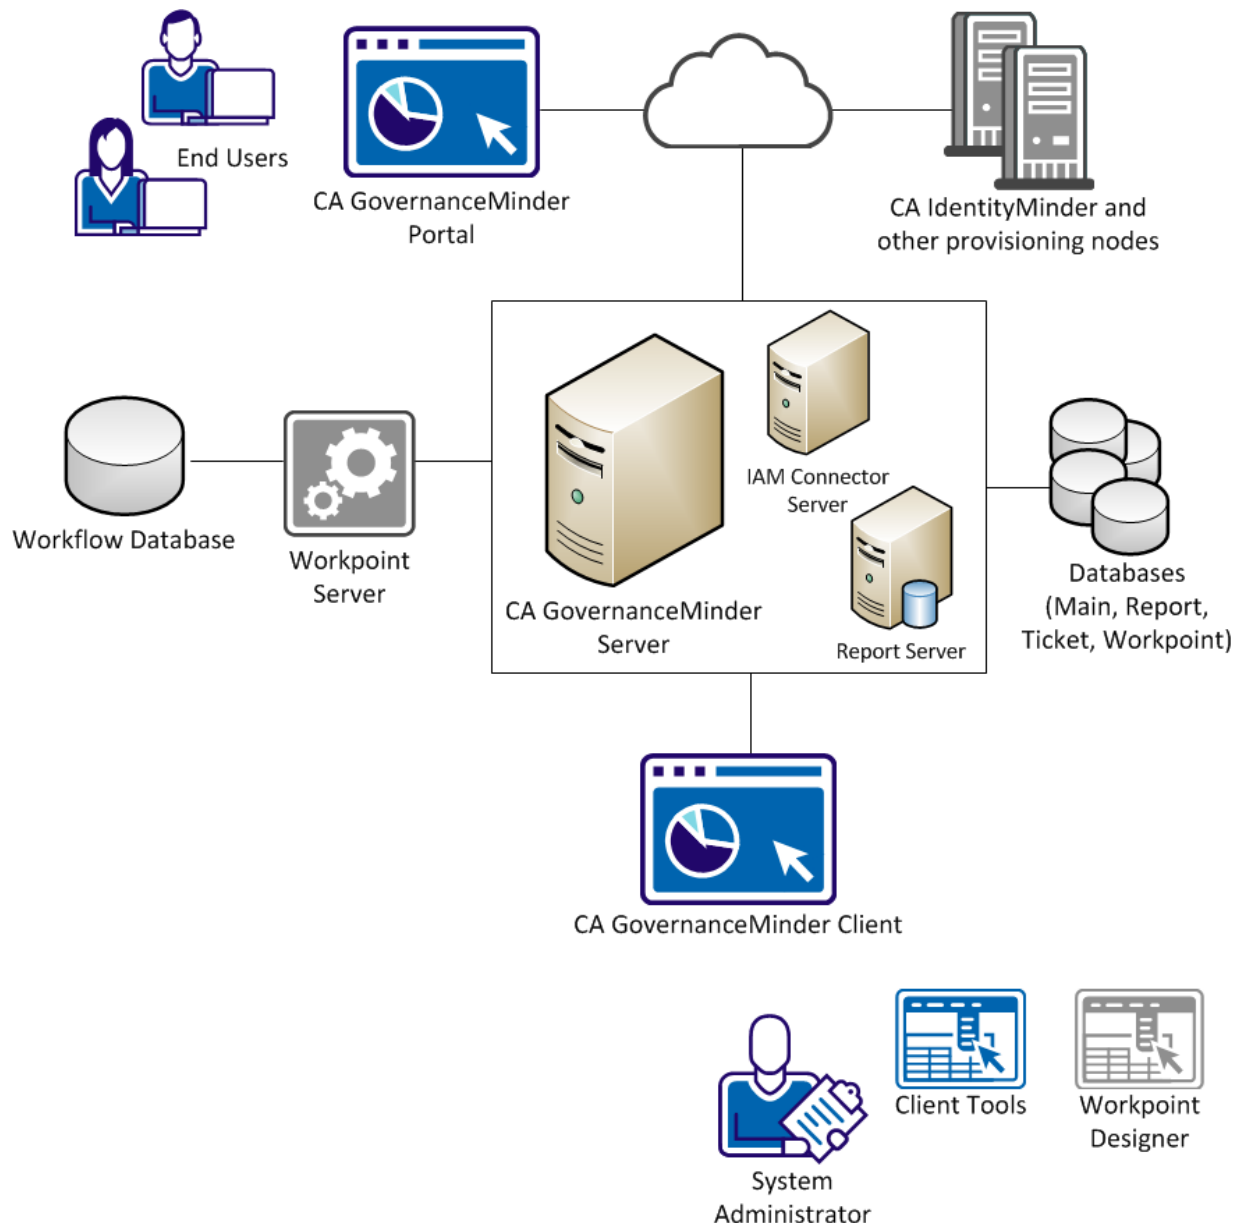 End Users
CA GovernanceMinder
Portal
CA IdentityMinder and
other provisioning nodes
Workflow Database
Workpoint
Server
CA GovernanceMinder
Server
IAM Connector
Server
Report Server
Databases
(Main, Report,
Ticket, Workpoint)
CA GovernanceMinder Client
Client Tools
Workpoint
Designer
System
Administrator